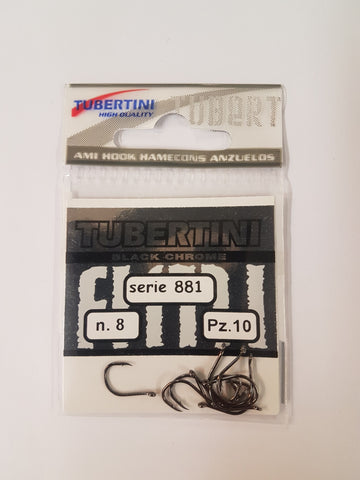 TUBERTINI
HIGH QUALITY
TUBERT
AMI HOOK HAMECONS ANZUELOS
TUBERTINI
BLACK CHROME
serie 881
n. 8
Pz.10